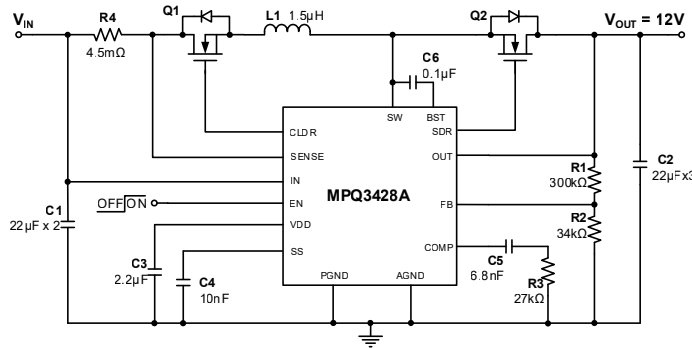 VIN
R4
4.5mΩ
Q1
L1 1.5µH
Q2
VOUT = 12V
C6
0.1µF
SW
BST
CLDR
SDR
SENSE
OUT
IN
R1
300kΩ
C2
22µFx3
MPQ3428A
OFF ON
EN
FB
C1
22µF x 2
VDD
R2
34kΩ
SS
COMP
C3
2.2µF
C4
10nF
C5
6.8nF
R3
27kΩ
PGND
AGND